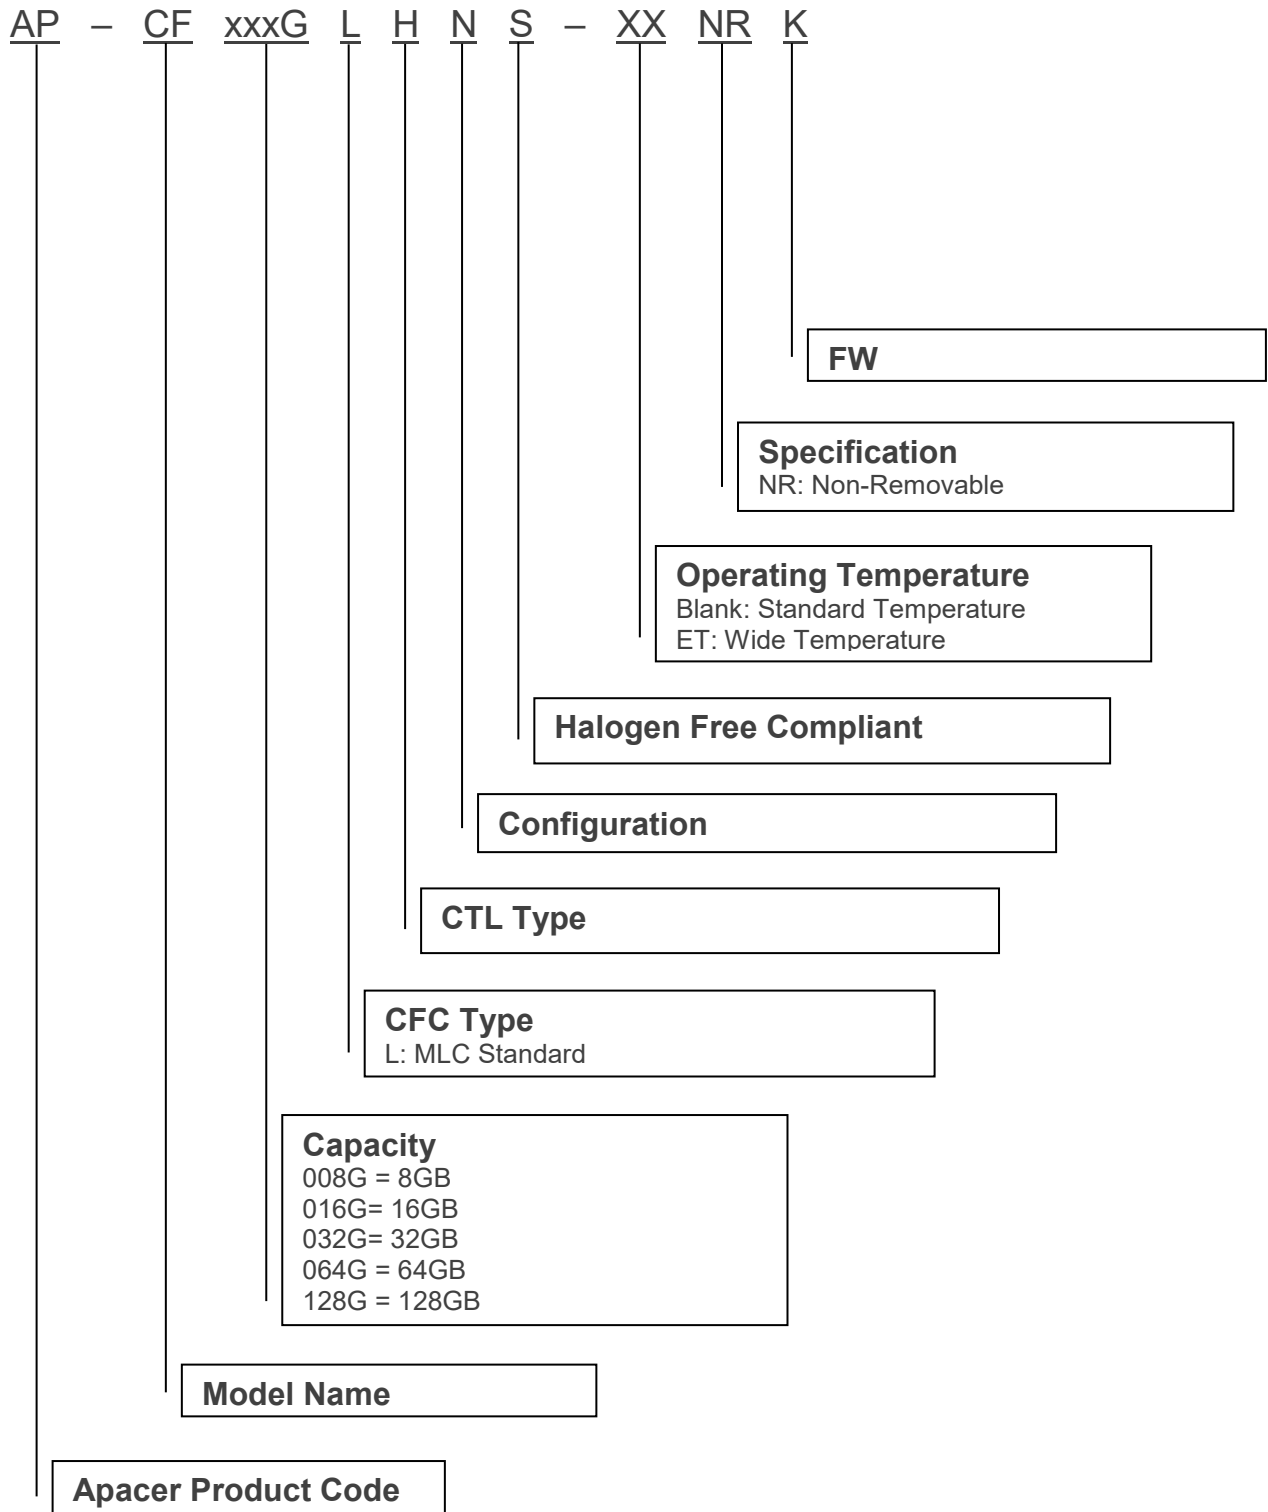 AP – CF xxxG L H N S – XX NR K
FW
Specification
NR: Non-Removable
Operating Temperature
Blank: Standard Temperature
ET: Wide Temperature
Halogen Free Compliant
Configuration
CTL Type
CFC Type
L: MLC Standard
Capacity
008G = 8GB
016G= 16GB
032G= 32GB
064G = 64GB
128G = 128GB
Model Name
Apacer Product Code